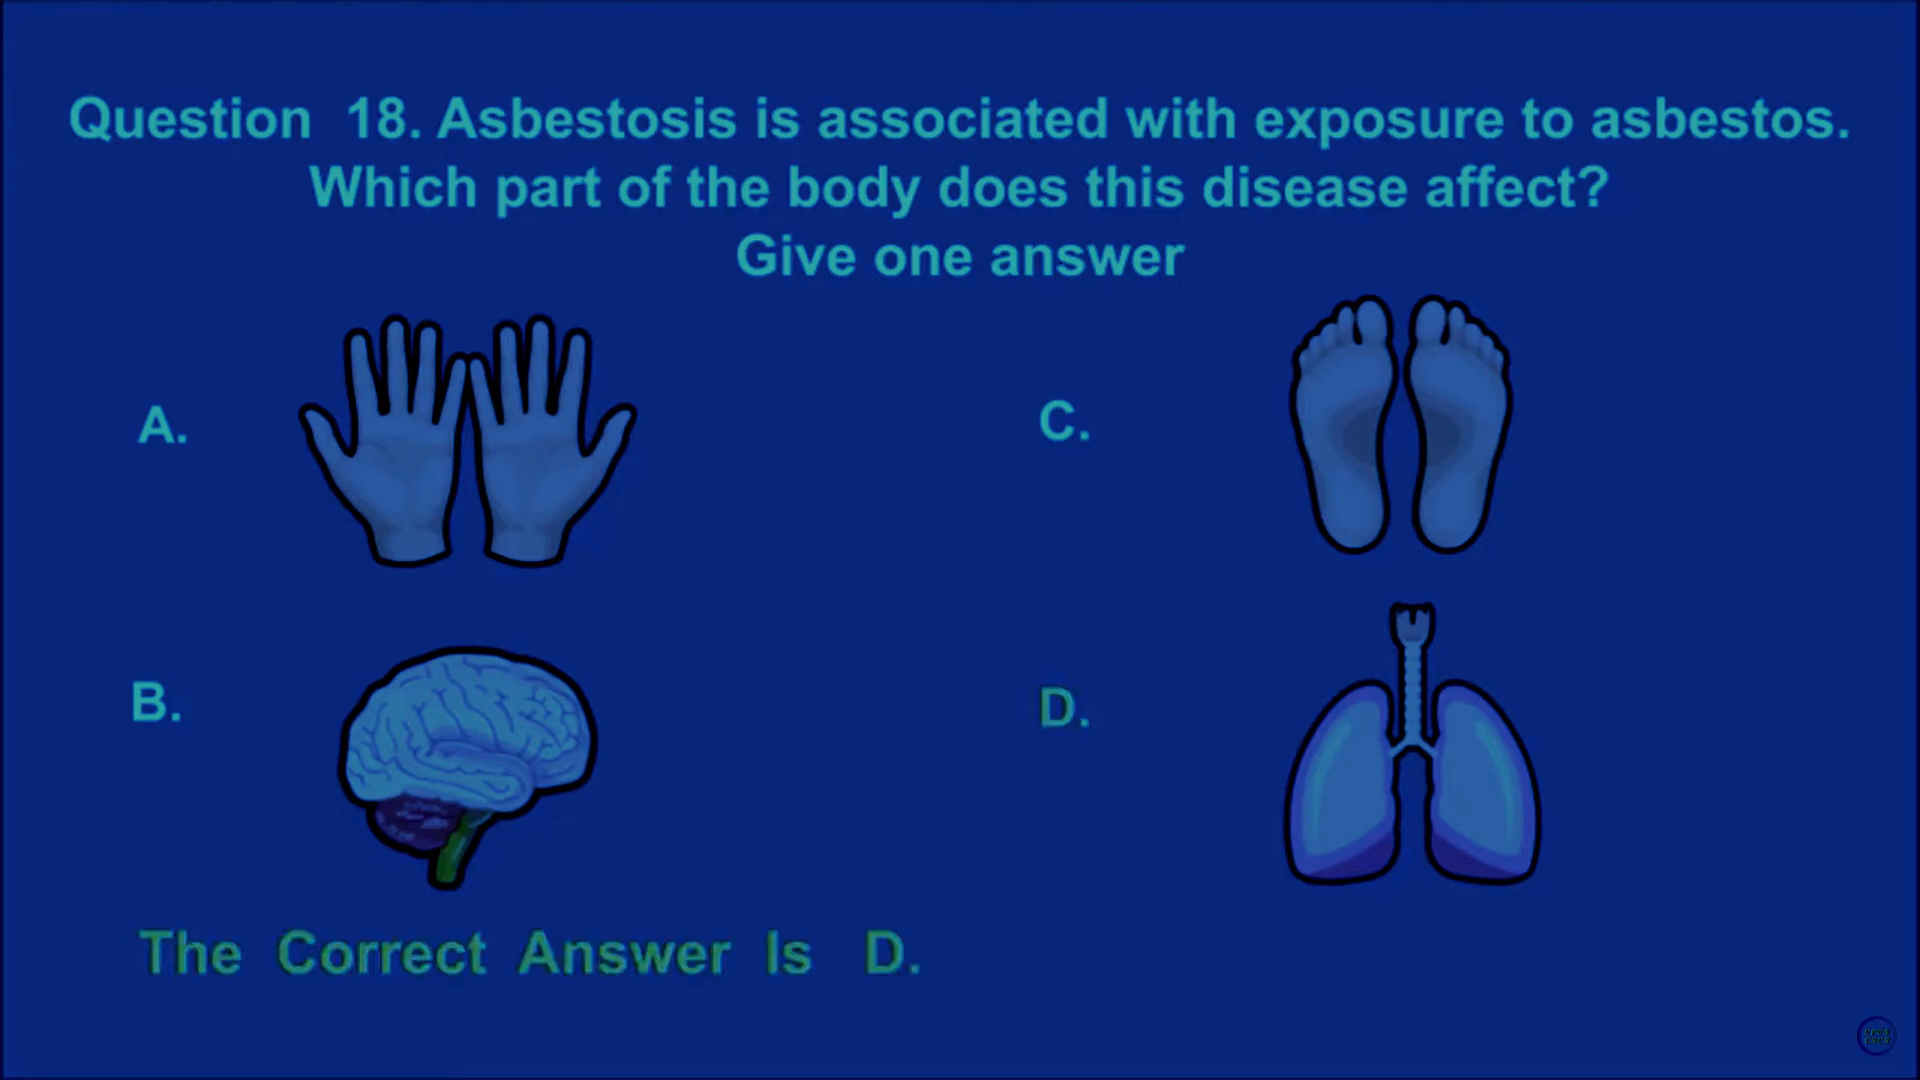 Question 18. Asbestosis is associated with exposure to asbestos.
Which part of the body does this disease affect?
Give one answer
A.
C.
B.
D.
The Correct Answer Is D.